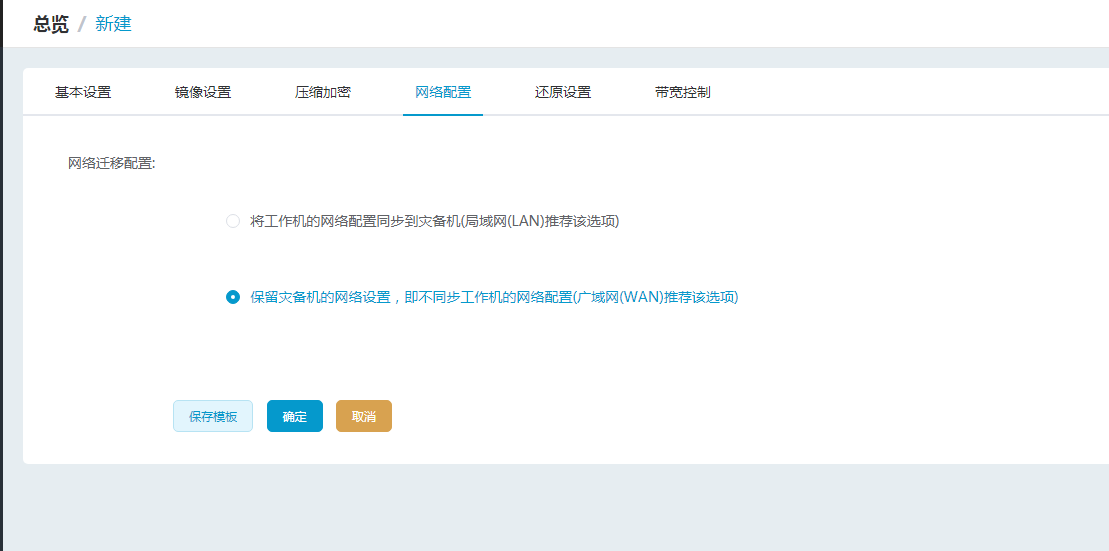 总览 / 新建
基本设置 镜像设置 压缩加密 网络配置 还原设置 带宽控制
网络迁移配置:
将工作机的网络配置同步到灾备机(局域网(LAN)推荐该选项)
保留灾备机的网络设置，即不同步工作机的网络配置(广域网(WAN)推荐该选项)
保存模板 确定 取消